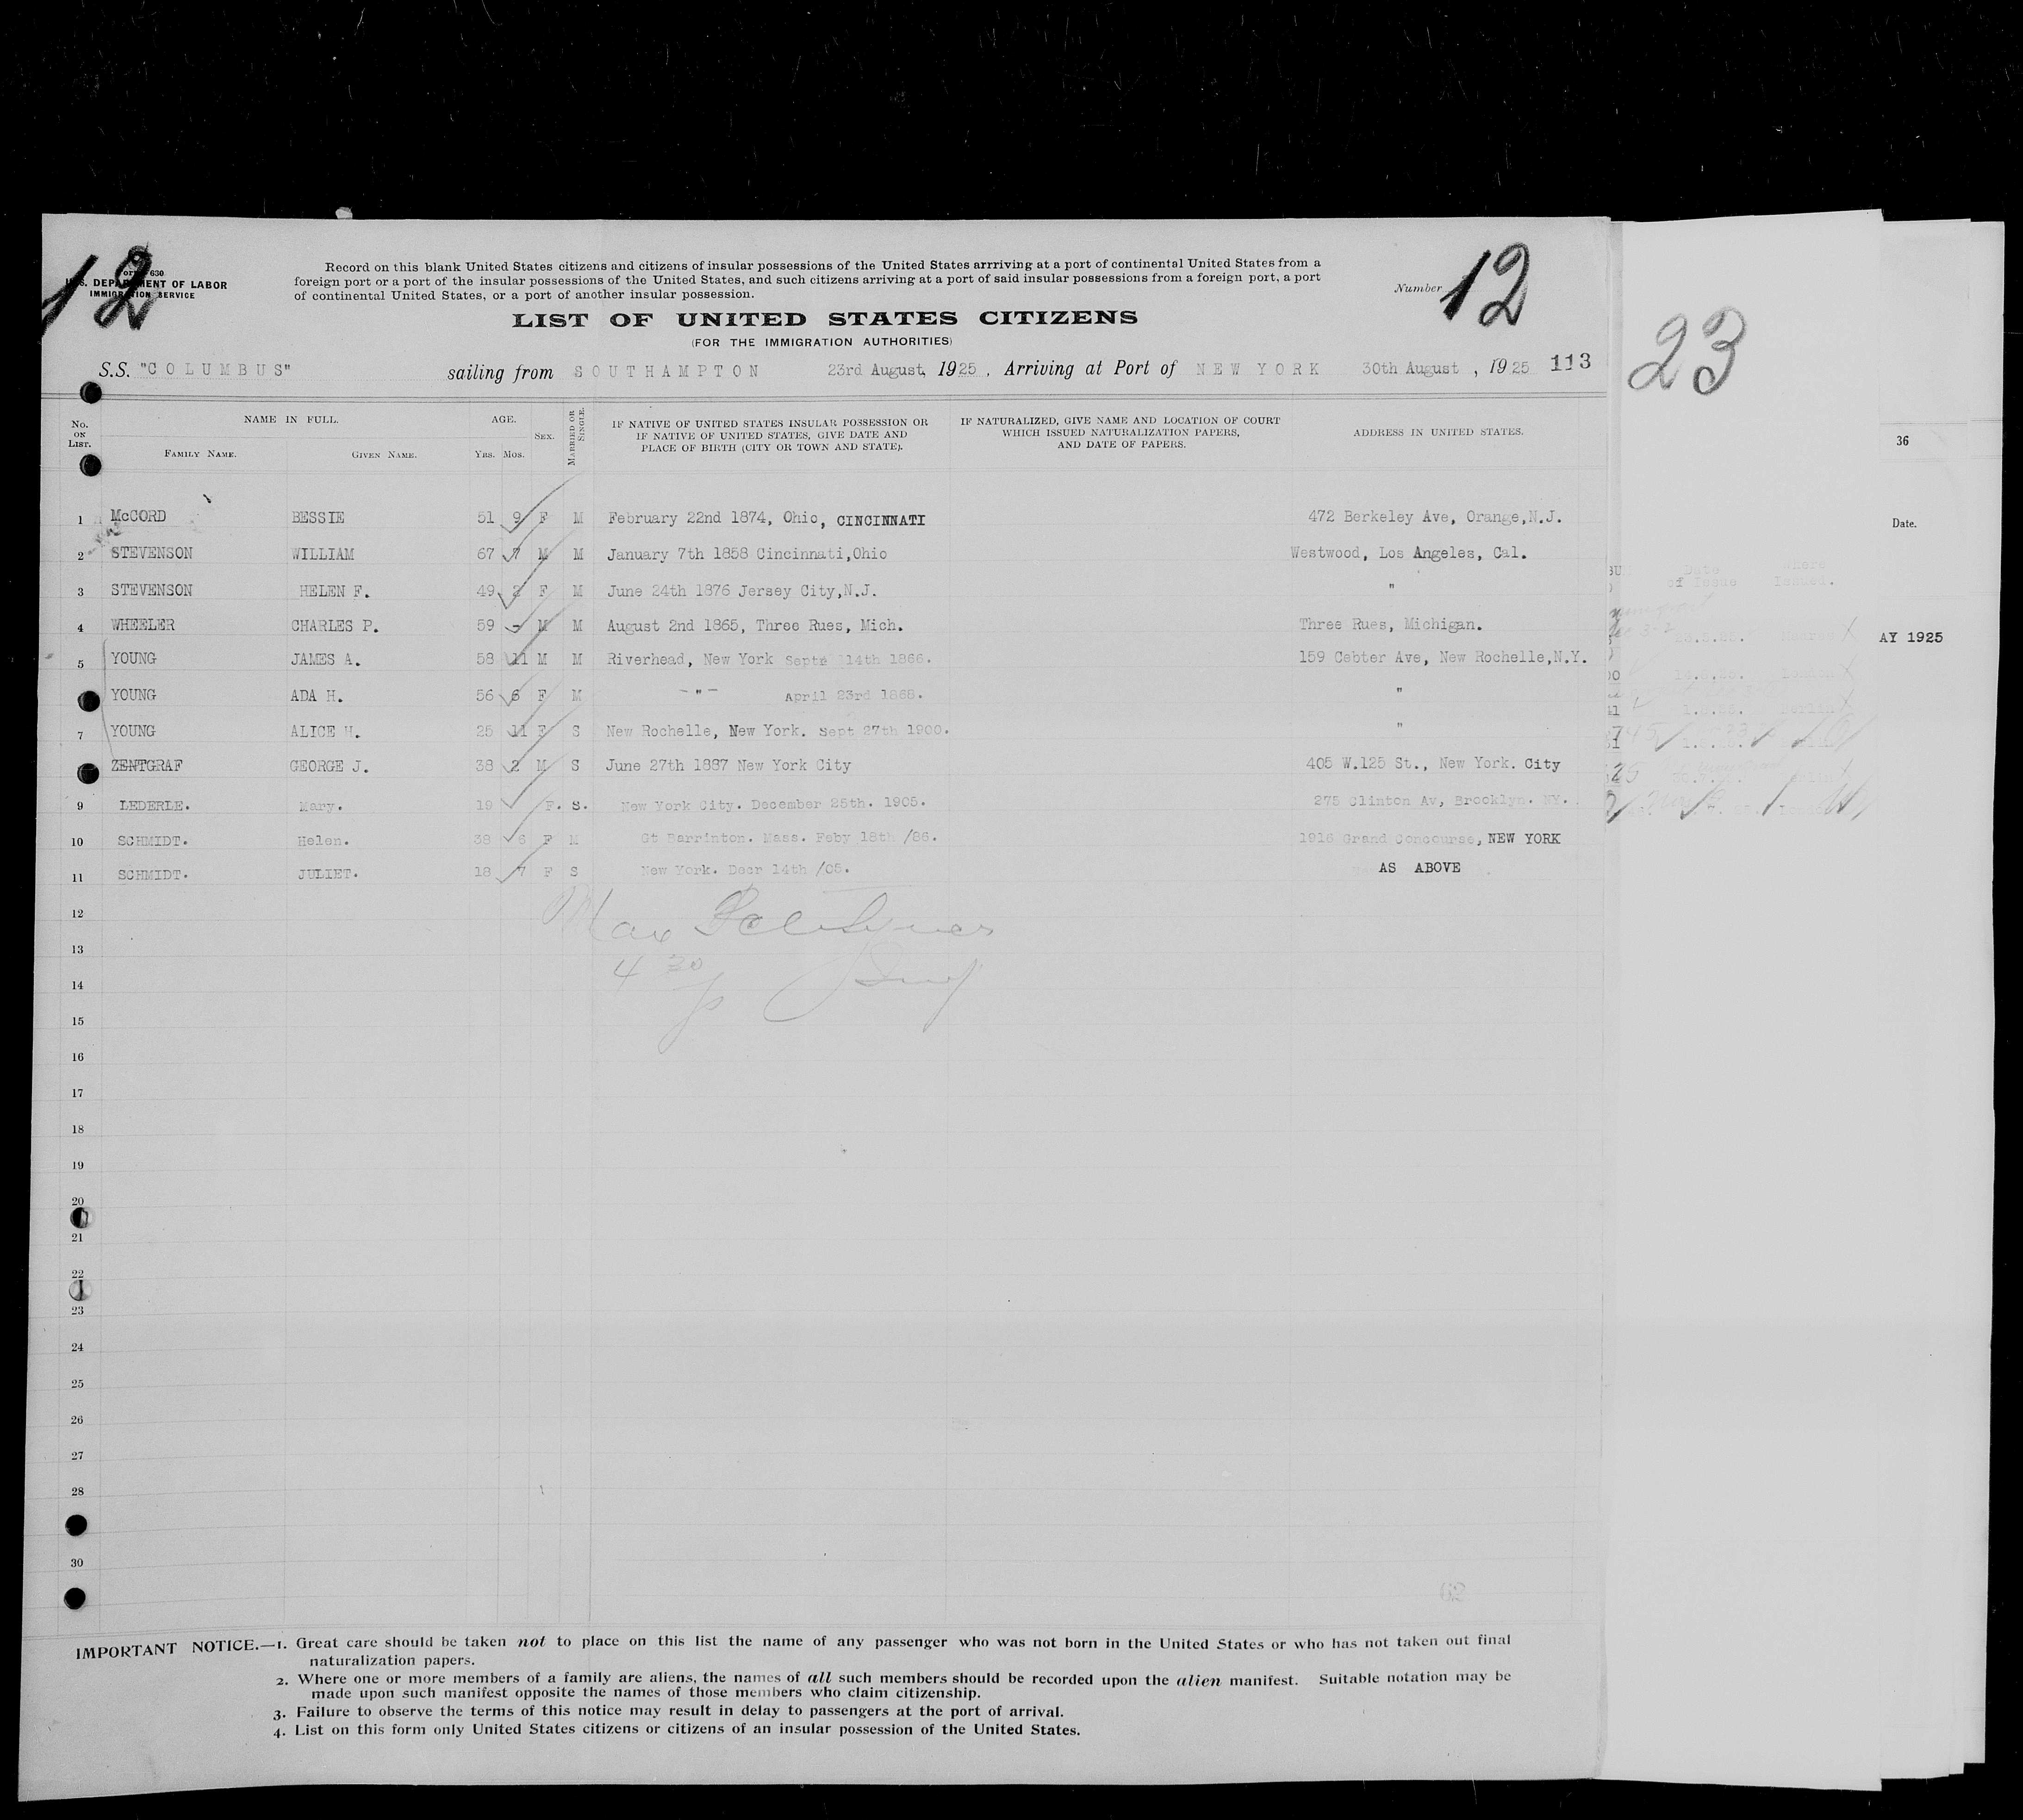 12
Form 630
U.S. DEPARTMENT OF LABOR
IMMIGRATION SERVICE
Record on this blank United States citizens and citizens of insular possessions of the United States arrriving at a port of continental United States from a
foreign port or a port of the insular possessions of the United States, and such citizens arriving at a port of said insular possessions from a foreign port, a port
of continental United States, or a port of another insular possession.
Number 12
LIST OF UNITED STATES CITIZENS
(FOR THE IMMIGRATION AUTHORITIES)
S.S. "COLUMBUS" sailing from SOUTHAMPTON 23rd August, 1925, Arriving at Port of NEW YORK 30th August, 1925 113
No. ON LIST. NAME IN FULL. FAMILY NAME. GIVEN NAME. AGE. YRS. MOS. SEX. MARRIED OR SINGLE. IF NATIVE OF UNITED STATES INSULAR POSSESSION OR IF NATIVE OF UNITED STATES, GIVE DATE AND PLACE OF BIRTH (CITY OR TOWN AND STATE). IF NATURALIZED, GIVE NAME AND LOCATION OF COURT WHICH ISSUED NATURALIZATION PAPERS, AND DATE OF PAPERS. ADDRESS IN UNITED STATES.
1 McCORD BESSIE 51 9 F M February 22nd 1874, Ohio, CINCINNATI 472 Berkeley Ave, Orange,N.J.
2 STEVENSON WILLIAM 67 7 M M January 7th 1858 Cincinnati,Ohio Westwood, Los Angeles, Cal.
3 STEVENSON HELEN F. 49 2 F M June 24th 1876 Jersey City,N.J. "
4 WHEELER CHARLES P. 59 - M M August 2nd 1865, Three Rues, Mich. Three Rues, Michigan.
5 YOUNG JAMES A. 58 11 M M Riverhead, New York Septr 14th 1866. 159 Cebter Ave, New Rochelle,N.Y.
YOUNG ADA H. 56 6 F M -"- April 23rd 1868. "
7 YOUNG ALICE H. 25 11 F S New Rochelle, New York. Sept 27th 1900. "
ZENTGRAF GEORGE J. 38 2 M S June 27th 1887 New York City 405 W.125 St., New York. City
9 LEDERLE. Mary. 19 F. S. New York City. December 25th. 1905. 275 Clinton Av, Brooklyn. NY.
10 SCHMIDT. Helen. 38 6 F M Gt Barrinton. Mass. Feby 18th /86. 1916 Grand Concourse, NEW YORK
11 SCHMIDT. JULIET. 18 7 F S New York. Decr 14th /05. AS ABOVE
12
13
14
15
16
17
18
19
20
21
22
23
24
25
26
27
28
30
Max
4 30
IMPORTANT NOTICE.—1. Great care should be taken not to place on this list the name of any passenger who was not born in the United States or who has not taken out final
naturalization papers.
2. Where one or more members of a family are aliens, the names of all such members should be recorded upon the alien manifest. Suitable notation may be
made upon such manifest opposite the names of those members who claim citizenship.
3. Failure to observe the terms of this notice may result in delay to passengers at the port of arrival.
4. List on this form only United States citizens or citizens of an insular possession of the United States.
23
Date of Issue
Where Issued.
36
Date.
AY 1925